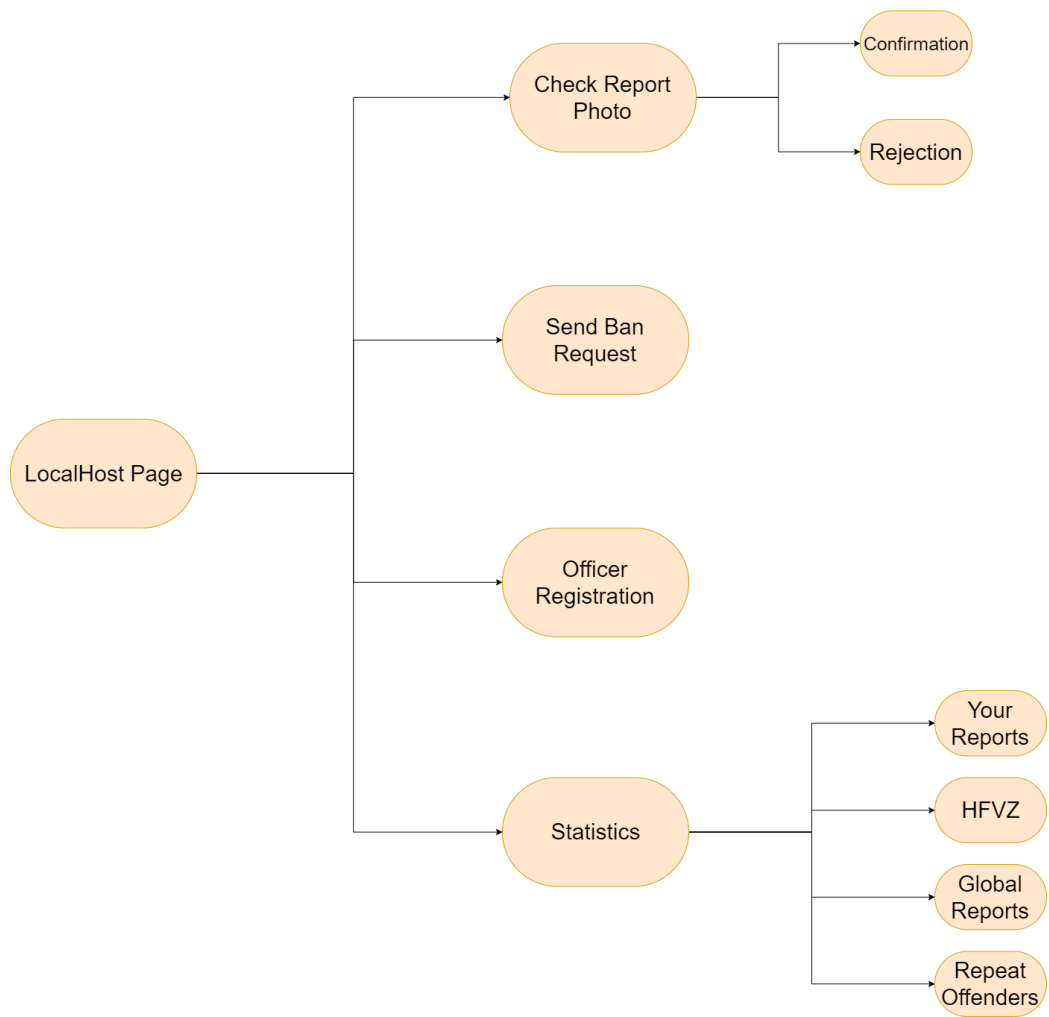 Confirmation
Check Report
Photo
Rejection
Send Ban
Request
LocalHost Page
Officer
Registration
Your
Reports
HFVZ
Statistics
Global
Reports
Repeat
Offenders